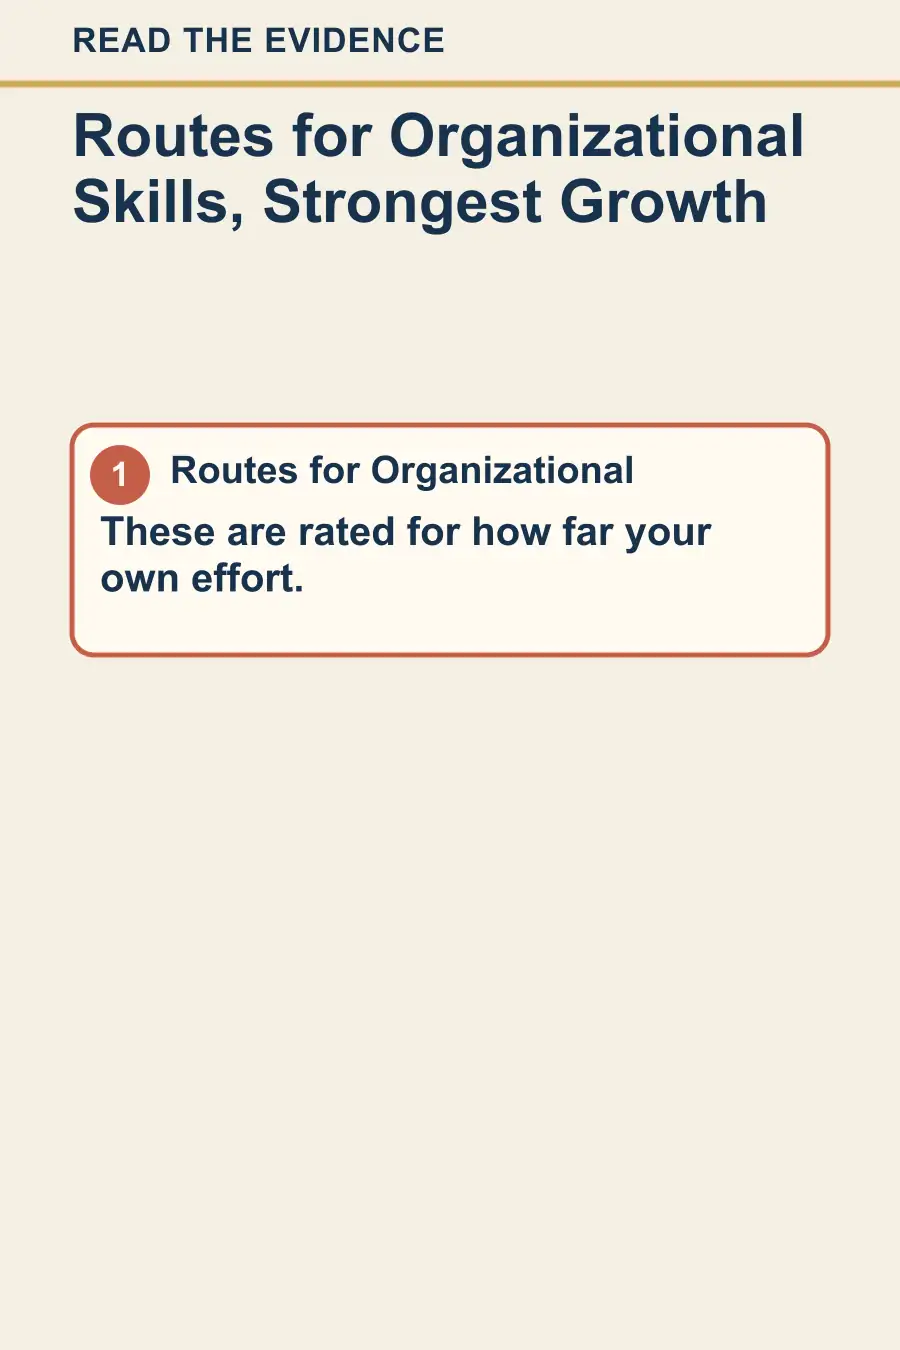 READ THE EVIDENCE
Routes for Organizational
Skills, Strongest Growth
1 Routes for Organizational
These are rated for how far your
own effort.